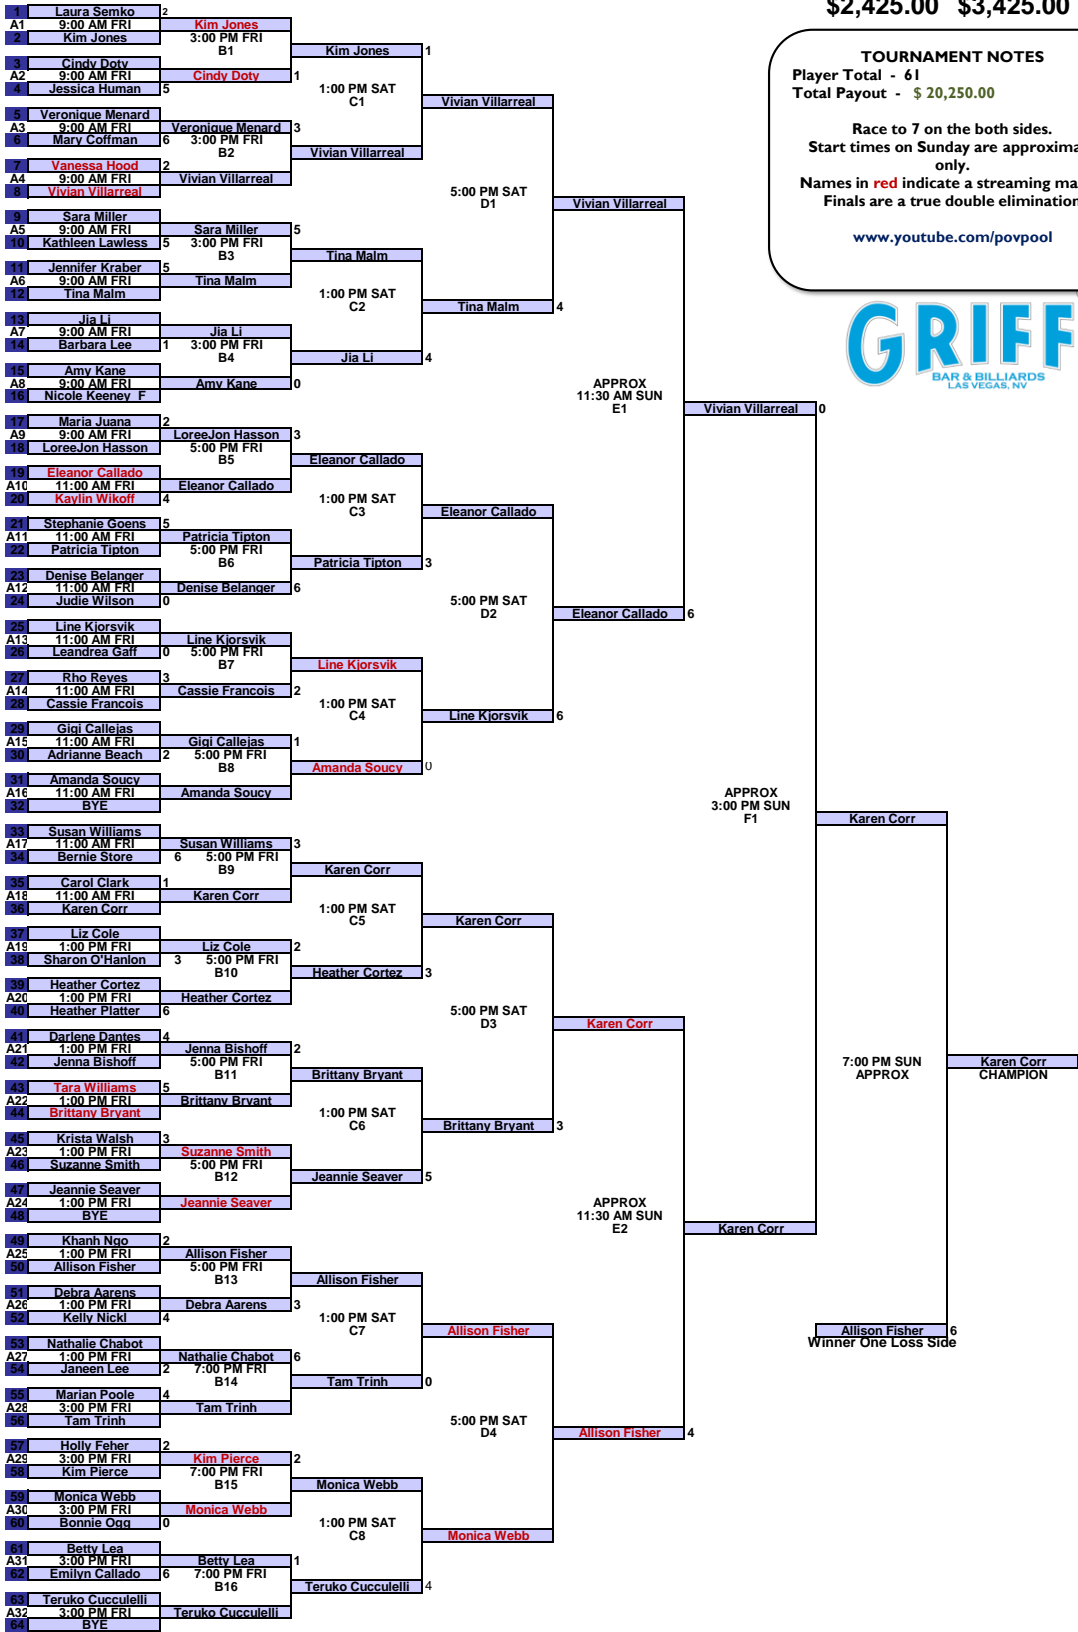 $2,425.00 $3,425.00
TOURNAMENT NOTES
Player Total - 61
Total Payout - $ 20,250.00
Race to 7 on the both sides.
Start times on Sunday are approxima
only.
Names in red indicate a streaming ma
Finals are a true double elimination
www.youtube.com/povpool
GRIFF
BAR & BILLIARDS
LAS VEGAS, NV
1 Laura Semko 2
A1 9:00 AM FRI
2 Kim Jones
3 Cindy Doty
A2 9:00 AM FRI
4 Jessica Human 5
5 Veronique Menard
A3 9:00 AM FRI
6 Mary Coffman 6
7 Vanessa Hood 2
A4 9:00 AM FRI
8 Vivian Villarreal
9 Sara Miller
A5 9:00 AM FRI
10 Kathleen Lawless 5
11 Jennifer Kraber 5
A6 9:00 AM FRI
12 Tina Malm
13 Jia Li
A7 9:00 AM FRI
14 Barbara Lee 1
15 Amy Kane
A8 9:00 AM FRI
16 Nicole Keeney F
17 Maria Juana 2
A9 9:00 AM FRI
18 LoreeJon Hasson
19 Eleanor Callado
A10 11:00 AM FRI
20 Kaylin Wikoff 4
21 Stephanie Goens 5
A11 11:00 AM FRI
22 Patricia Tipton
23 Denise Belanger
A12 11:00 AM FRI
24 Judie Wilson 0
25 Line Kjorsvik
A13 11:00 AM FRI
26 Leandrea Gaff 0
27 Rho Reyes 3
A14 11:00 AM FRI
28 Cassie Francois
29 Gigi Callejas
A15 11:00 AM FRI
30 Adrianne Beach 2
31 Amanda Soucy
A16 11:00 AM FRI
32 BYE
33 Susan Williams
A17 11:00 AM FRI
34 Bernie Store 6
35 Carol Clark 1
A18 11:00 AM FRI
36 Karen Corr
37 Liz Cole
A19 1:00 PM FRI
38 Sharon O'Hanlon 3
39 Heather Cortez
A20 1:00 PM FRI
40 Heather Platter 6
41 Darlene Dantes 4
A21 1:00 PM FRI
42 Jenna Bishoff
43 Tara Williams 5
A22 1:00 PM FRI
44 Brittany Bryant
45 Krista Walsh 3
A23 1:00 PM FRI
46 Suzanne Smith
47 Jeannie Seaver
A24 1:00 PM FRI
48 BYE
49 Khanh Ngo 2
A25 1:00 PM FRI
50 Allison Fisher
51 Debra Aarens
A26 1:00 PM FRI
52 Kelly Nickl 4
53 Nathalie Chabot
A27 1:00 PM FRI
54 Janeen Lee 2
55 Marian Poole 4
A28 3:00 PM FRI
56 Tam Trinh
57 Holly Feher 2
A29 3:00 PM FRI
58 Kim Pierce
59 Monica Webb
A30 3:00 PM FRI
60 Bonnie Ogg 0
61 Betty Lea
A31 3:00 PM FRI
62 Emilyn Callado 6
63 Teruko Cucculelli
A32 3:00 PM FRI
64 BYE
Kim Jones
3:00 PM FRI
B1
Cindy Doty 1
Veronique Menard 3
3:00 PM FRI
B2
Vivian Villarreal
Sara Miller 5
3:00 PM FRI
B3
Tina Malm
Jia Li
3:00 PM FRI
B4
Amy Kane 0
LoreeJon Hasson 3
5:00 PM FRI
B5
Eleanor Callado
Patricia Tipton
5:00 PM FRI
B6
Denise Belanger 6
Line Kjorsvik
5:00 PM FRI
B7
Cassie Francois 2
Gigi Callejas 1
5:00 PM FRI
B8
Amanda Soucy
Susan Williams 3
5:00 PM FRI
B9
Karen Corr
Liz Cole 2
5:00 PM FRI
B10
Heather Cortez
Jenna Bishoff 2
5:00 PM FRI
B11
Brittany Bryant
Suzanne Smith
5:00 PM FRI
B12
Jeannie Seaver
Allison Fisher
5:00 PM FRI
B13
Debra Aarens 3
Nathalie Chabot 6
7:00 PM FRI
B14
Tam Trinh
Kim Pierce 2
7:00 PM FRI
B15
Monica Webb
Betty Lea 1
7:00 PM FRI
B16
Teruko Cucculelli
Kim Jones 1
1:00 PM SAT
C1
Vivian Villarreal
Tina Malm
1:00 PM SAT
C2
Jia Li 4
Eleanor Callado
1:00 PM SAT
C3
Patricia Tipton 3
Line Kjorsvik
1:00 PM SAT
C4
Amanda Soucy 0
Karen Corr
1:00 PM SAT
C5
Heather Cortez 3
Brittany Bryant
1:00 PM SAT
C6
Jeannie Seaver 5
Allison Fisher
1:00 PM SAT
C7
Tam Trinh 0
Monica Webb
1:00 PM SAT
C8
Teruko Cucculelli 4
Vivian Villarreal
5:00 PM SAT
D1
Tina Malm 4
Eleanor Callado
5:00 PM SAT
D2
Line Kjorsvik 6
Karen Corr
5:00 PM SAT
D3
Brittany Bryant 3
Allison Fisher
5:00 PM SAT
D4
Monica Webb
Vivian Villarreal
APPROX
11:30 AM SUN
E1
Eleanor Callado 6
Karen Corr
APPROX
11:30 AM SUN
E2
Allison Fisher 4
Vivian Villarreal 0
APPROX
3:00 PM SUN
F1
Karen Corr
Karen Corr
7:00 PM SUN
APPROX
Allison Fisher 6
Winner One Loss Side
Karen Corr
CHAMPION